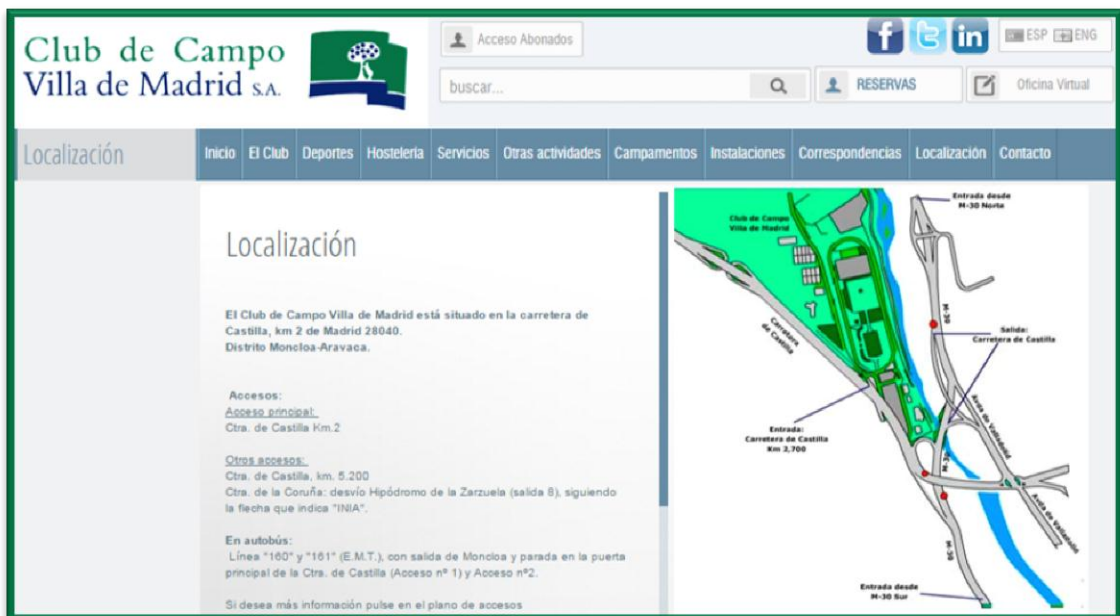 Club de Campo
Villa de Madrid S.A.
Acceso Abonados
ESP ENG
buscar...
RESERVAS
Oficina Virtual
Localización
Inicio El Club Deportes Hostelería Servicios Otras actividades Campamentos Instalaciones Correspondencias Localización Contacto
Localización
El Club de Campo Villa de Madrid está situado en la carretera de
Castilla, km 2 de Madrid 28040.
Distrito Moncloa-Aravaca.
Accesos:
Acceso principal:
Ctra. de Castilla Km.2
Otros accesos:
Ctra. de Castilla, km. 5.200
Ctra. de la Coruña: desvío Hipódromo de la Zarzuela (salida 8), siguiendo
la flecha que indica "INIA".
En autobús:
Línea "160" y "161" (E.M.T.), con salida de Moncloa y parada en la puerta
principal de la Ctra. de Castilla (Acceso nº 1) y Acceso nº2.
Si desea más información pulse en el plano de accesos
Entrada desde
M-30 Norte
Club de Campo
Villa de Madrid
M-30
Carretera
de Castilla
Salida:
Carretera de Castilla
Entrada:
Carretera de Castilla
Km 2,700
Avda de Valladolid
M-30
Avda de Valladolid
M-30
Entrada desde
M-30 Sur